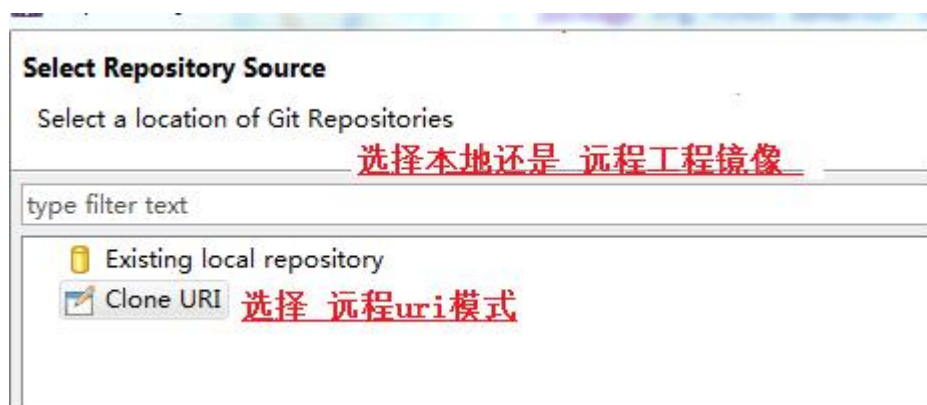 Select Repository Source
Select a location of Git Repositories
选择本地还是 远程工程镜像
type filter text
Existing local repository
Clone URI 选择 远程uri模式